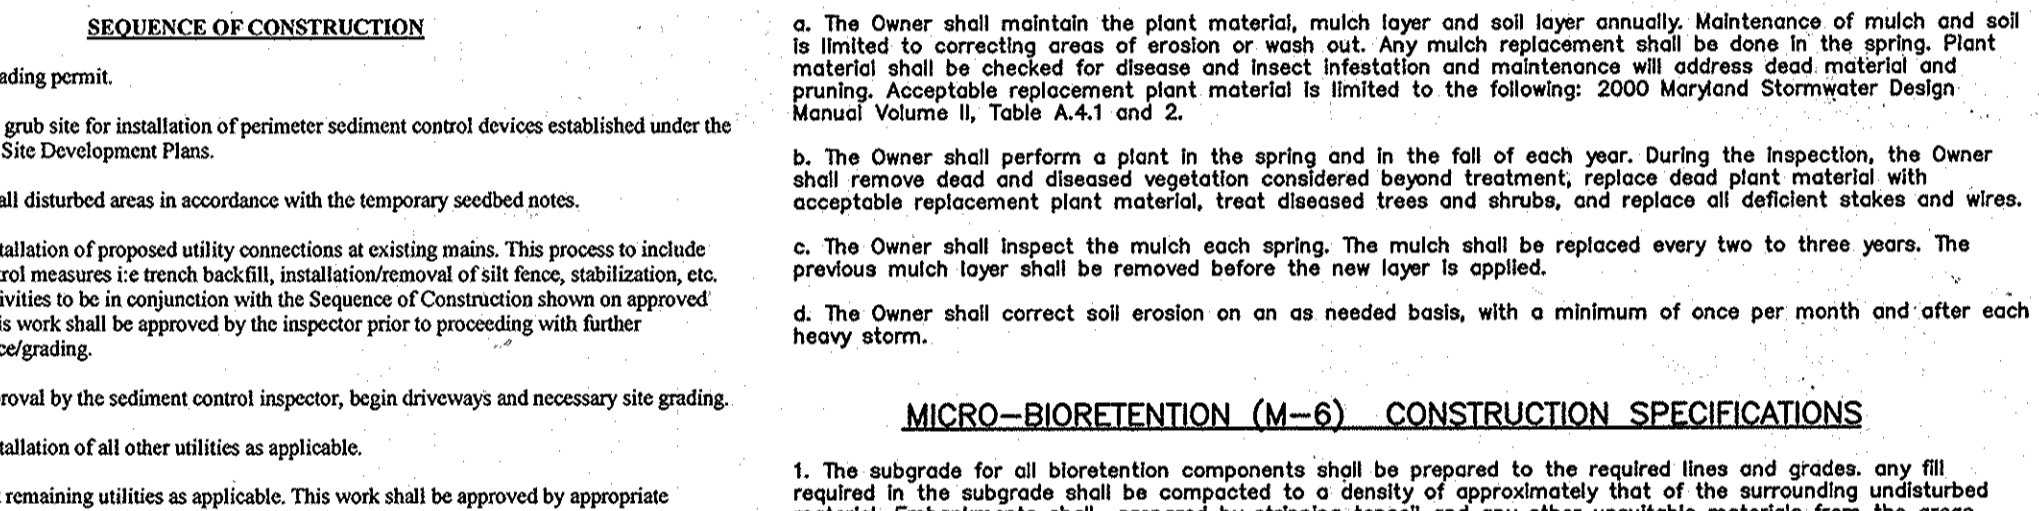 SEQUENCE OF CONSTRUCTION
ading permit.
grub site for installation of perimeter sediment control devices established under the
Site Development Plans.
all disturbed areas in accordance with the temporary seedbed notes.
tallation of proposed utility connections at existing mains. This process to include
rol measures i:e trench backfill, installation/removal of silt fence, stabilization, etc.
ivities to be in conjunction with the Sequence of Construction shown on approved
is work shall be approved by the inspector prior to proceeding with further
ce/grading.
roval by the sediment control inspector, begin driveways and necessary site grading.
tallation of all other utilities as applicable.
remaining utilities as applicable. This work shall be approved by appropriate
a. The Owner shall maintain the plant material, mulch layer and soil layer annually. Maintenance of mulch and soil
is limited to correcting areas of erosion or wash out. Any mulch replacement shall be done in the spring. Plant
material shall be checked for disease and insect infestation and maintenance will address dead material and
pruning. Acceptable replacement plant material is limited to the following: 2000 Maryland Stormwater Design
Manual Volume II, Table A.4.1 and 2.
b. The Owner shall perform a plant in the spring and in the fall of each year. During the inspection, the Owner
shall remove dead and diseased vegetation considered beyond treatment, replace dead plant material with
acceptable replacement plant material, treat diseased trees and shrubs, and replace all deficient stakes and wires.
c. The Owner shall inspect the mulch each spring. The mulch shall be replaced every two to three years. The
previous mulch layer shall be removed before the new layer is applied.
d. The Owner shall correct soil erosion on an as needed basis, with a minimum of once per month and after each
heavy storm.
MICRO-BIORETENTION (M-6) CONSTRUCTION SPECIFICATIONS
1. The subgrade for all bioretention components shall be prepared to the required lines and grades. any fill
required in the subgrade shall be compacted to a density of approximately that of the surrounding undisturbed